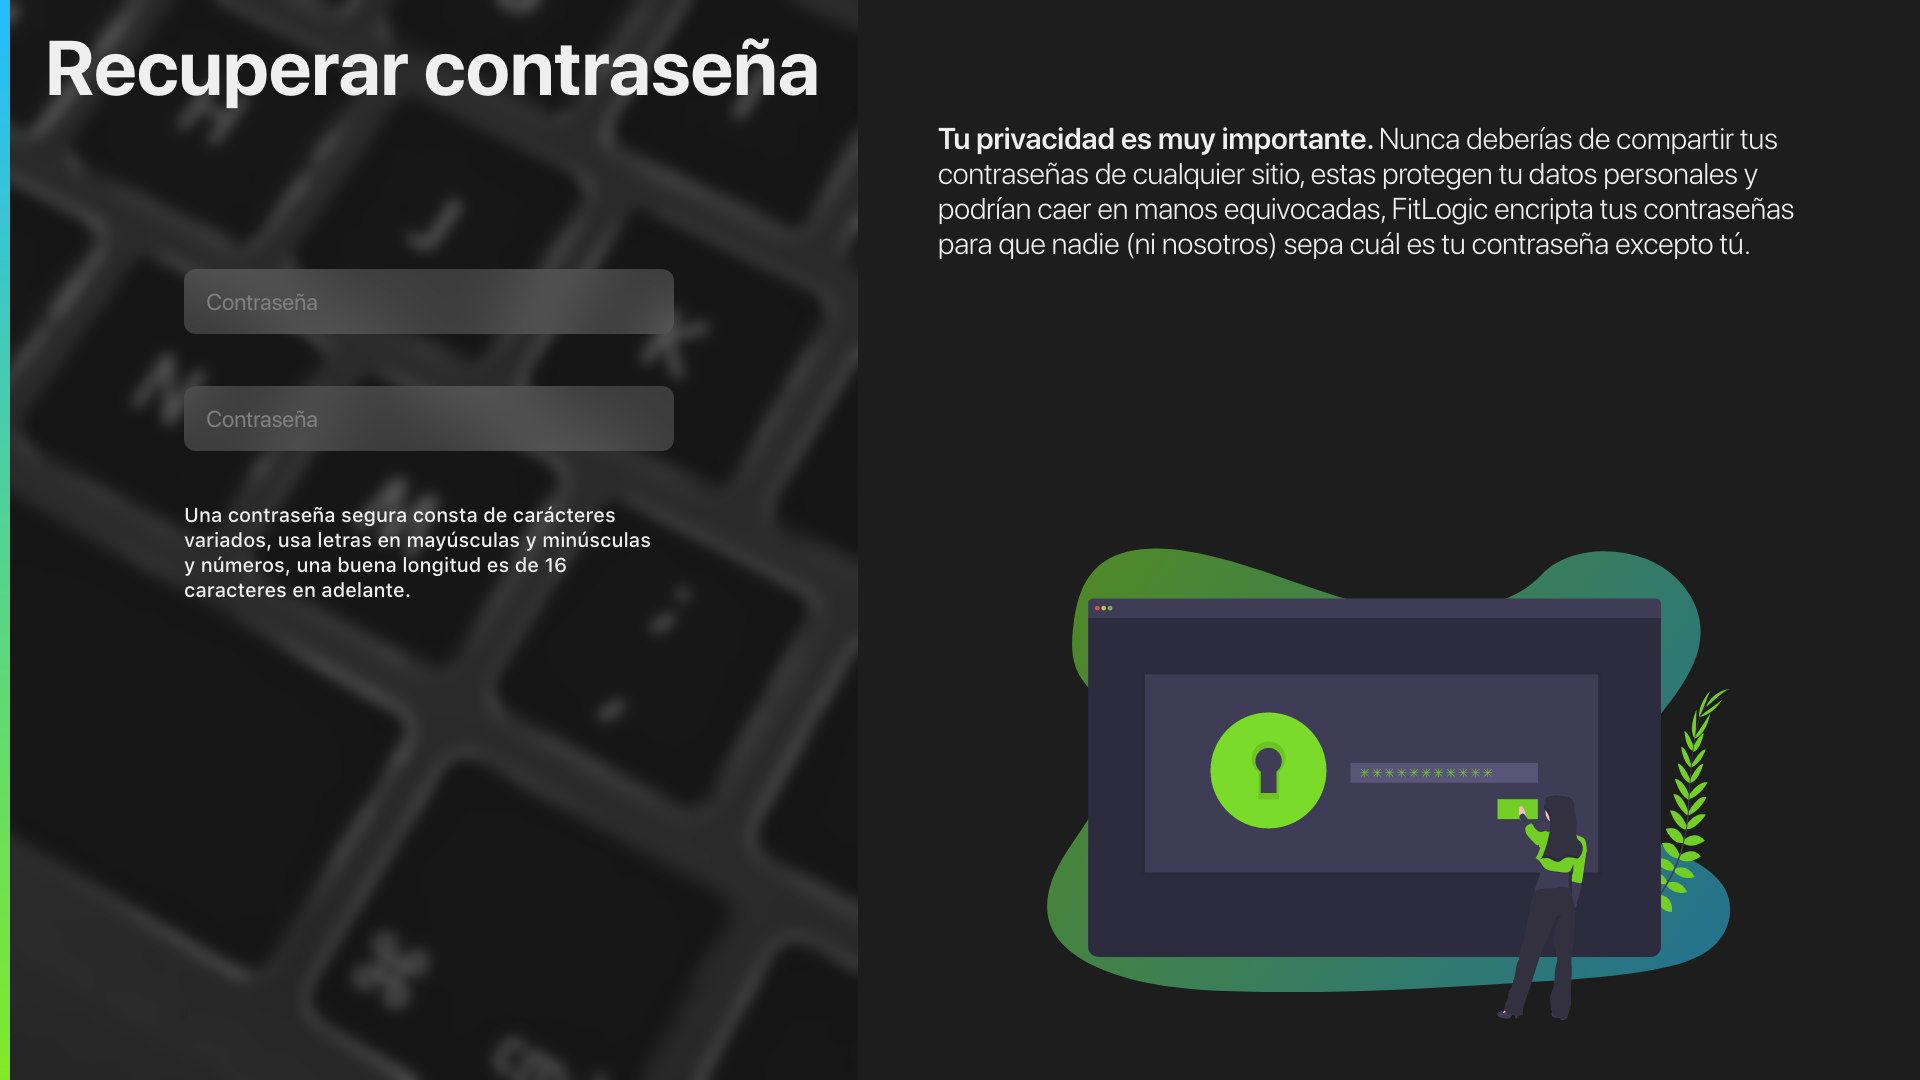 Recuperar contraseña
Contraseña
Contraseña
Una contraseña segura consta de carácteres
variados, usa letras en mayúsculas y minúsculas
y números, una buena longitud es de 16
caracteres en adelante.
Tu privacidad es muy importante. Nunca deberías de compartir tus
contraseñas de cualquier sitio, estas protegen tu datos personales y
podrían caer en manos equivocadas, FitLogic encripta tus contraseñas
para que nadie (ni nosotros) sepa cuál es tu contraseña excepto tú.
***********
H
J
K
N
M
;
,
⌘